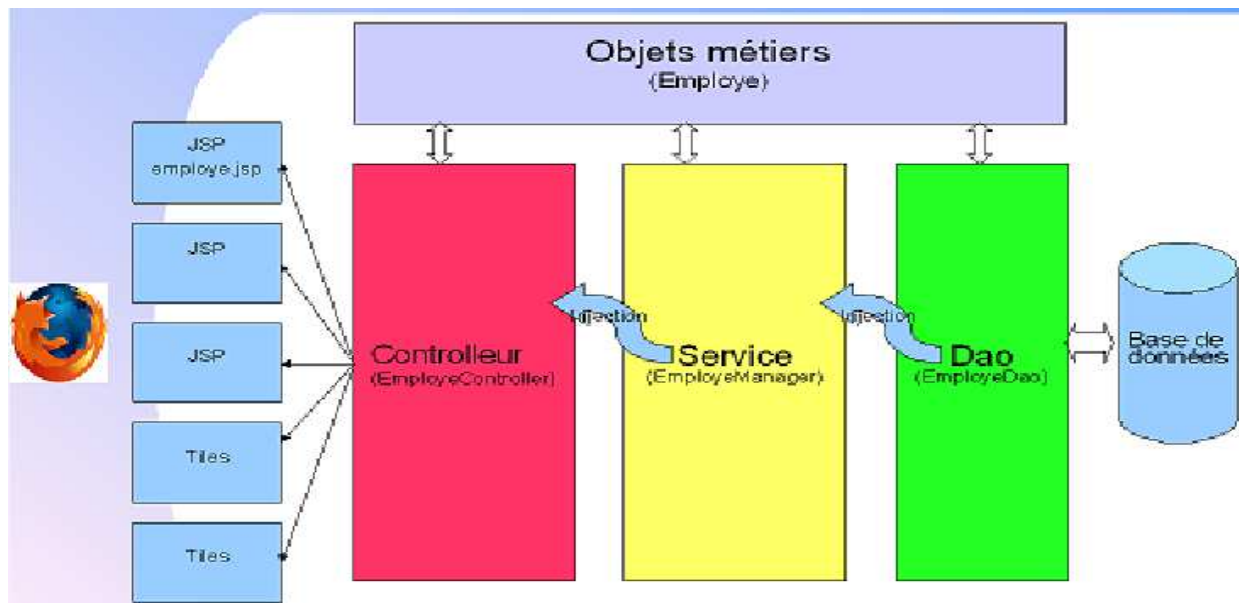 Objets métiers
(Employe)
JSP
employe.jsp
JSP
JSP
Tiles
Tiles
Controlleur
(EmployeController)
Injection
Service
(EmployeManager)
Injection
Dao
(EmployeDao)
Base de
données